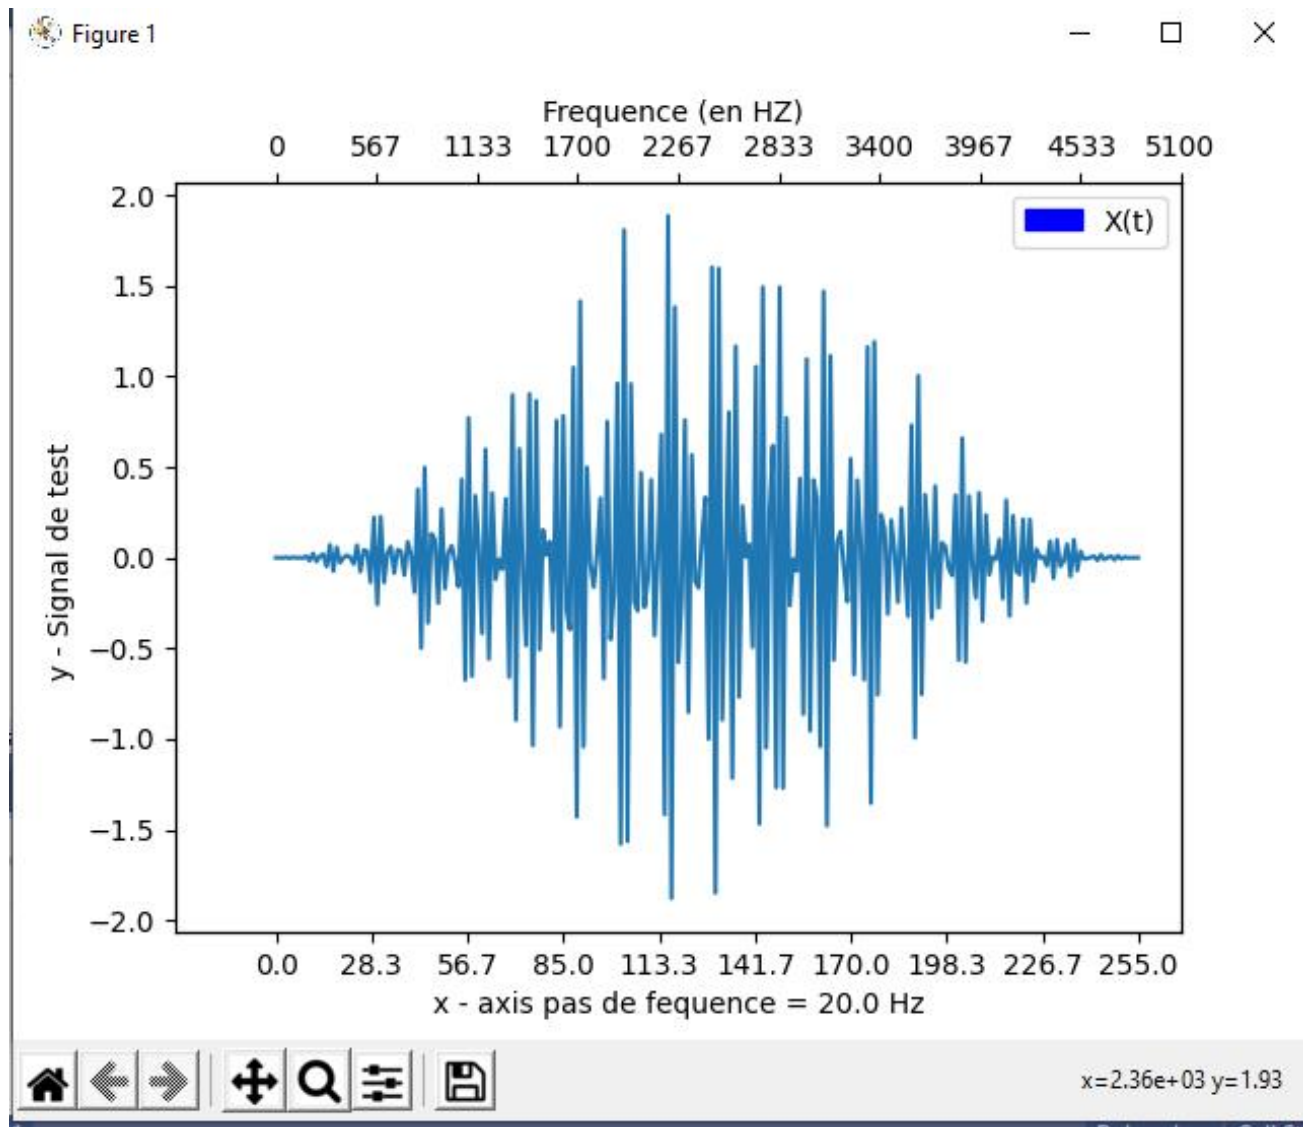 Figure 1
Frequence (en HZ)
0 567 1133 1700 2267 2833 3400 3967 4533 5100
X(t)
2.0
1.5
1.0
0.5
0.0
−0.5
−1.0
−1.5
−2.0
y - Signal de test
0.0 28.3 56.7 85.0 113.3 141.7 170.0 198.3 226.7 255.0
x - axis pas de fequence = 20.0 Hz
x=2.36e+03 y=1.93